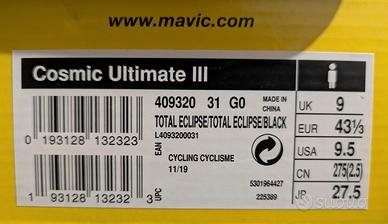 www.mavic.com
Cosmic Ultimate III
409320 31 G0
MADE IN
CHINA
TOTAL ECLIPSE/TOTAL ECLIPSE/BLACK
L4093200031
0 193128 132323
EAN
CYCLING CYCLISME
11/19
1 93128 13232 3
UPC
5301964427
225389
UK 9
EUR 43⅓
USA 9.5
CN 275(2.5)
JP 27.5
subito